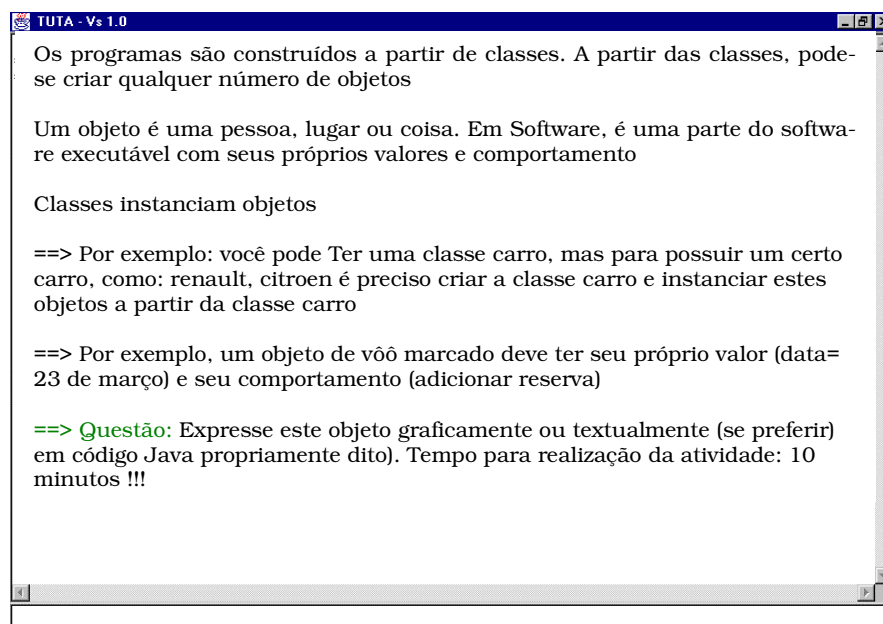 TUTA - Vs 1.0
Os programas são construídos a partir de classes. A partir das classes, pode-
se criar qualquer número de objetos
Um objeto é uma pessoa, lugar ou coisa. Em Software, é uma parte do softwa-
re executável com seus próprios valores e comportamento
Classes instanciam objetos
==> Por exemplo: você pode Ter uma classe carro, mas para possuir um certo
carro, como: renault, citroen é preciso criar a classe carro e instanciar estes
objetos a partir da classe carro
==> Por exemplo, um objeto de vôô marcado deve ter seu próprio valor (data=
23 de março) e seu comportamento (adicionar reserva)
==> Questão: Expresse este objeto graficamente ou textualmente (se preferir)
em código Java propriamente dito). Tempo para realização da atividade: 10
minutos !!!